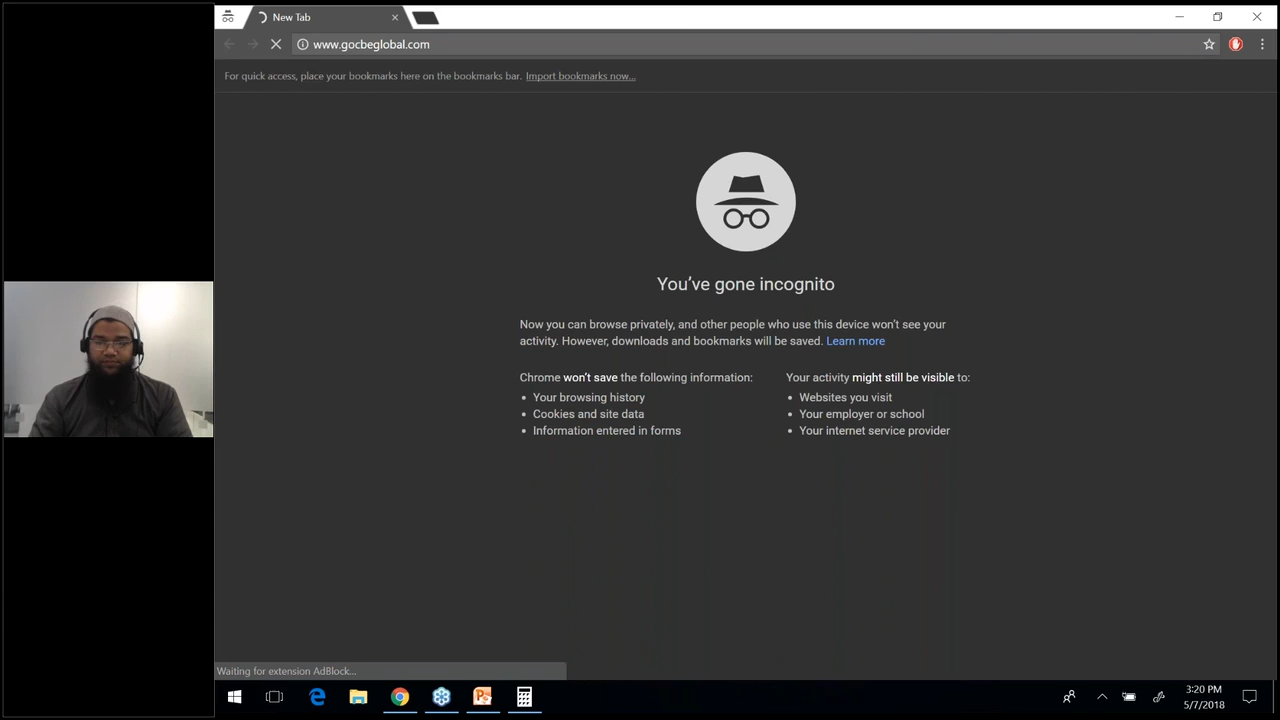 New Tab
www.gocbeglobal.com
For quick access, place your bookmarks here on the bookmarks bar. Import bookmarks now...
You've gone incognito
Now you can browse privately, and other people who use this device won't see your
activity. However, downloads and bookmarks will be saved. Learn more
Chrome won't save the following information:
Your browsing history
Cookies and site data
Information entered in forms
Your activity might still be visible to:
Websites you visit
Your employer or school
Your internet service provider
Waiting for extension AdBlock...
3:20 PM
5/7/2018